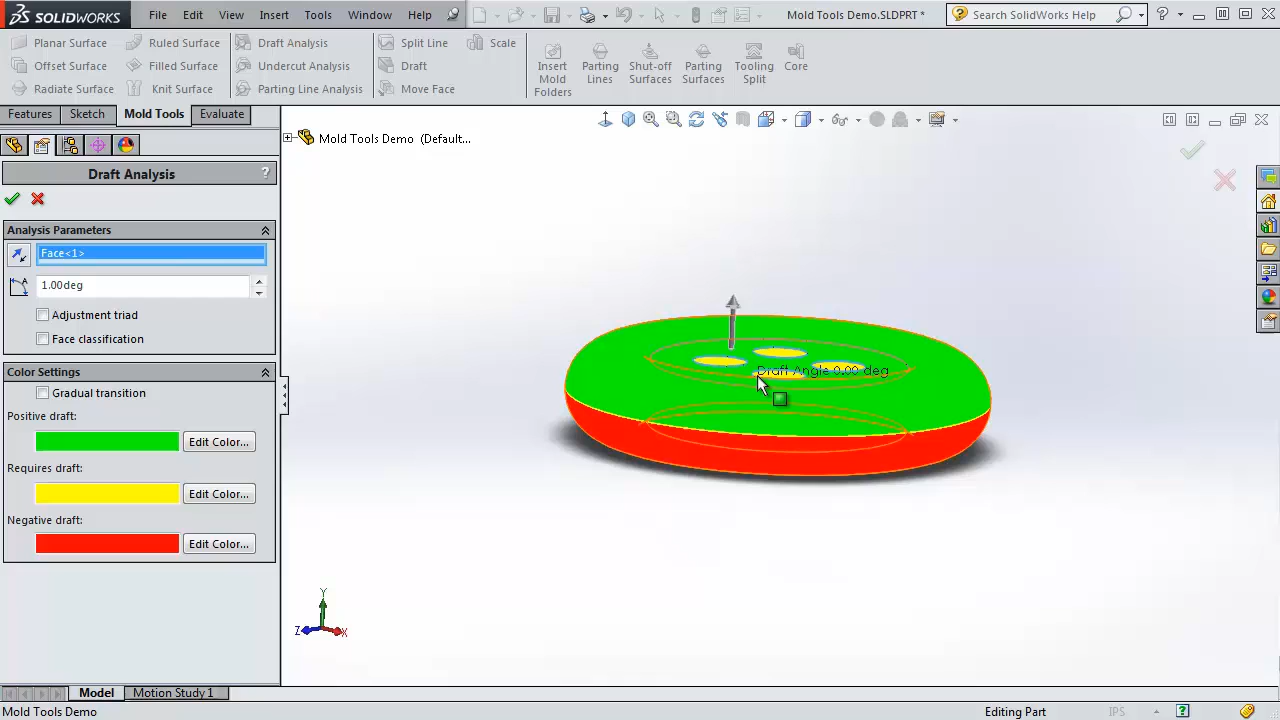 SOLIDWORKS File Edit View Insert Tools Window Help Mold Tools Demo.SLDPRT * Search SolidWorks Help ?
Planar Surface Ruled Surface Draft Analysis Split Line Scale
Offset Surface Filled Surface Undercut Analysis Draft
Radiate Surface Knit Surface Parting Line Analysis Move Face
Insert Mold Folders
Parting Lines
Shut-off Surfaces
Parting Surfaces
Tooling Split
Core
Features Sketch Mold Tools Evaluate
Mold Tools Demo (Default...
Draft Analysis ?
Analysis Parameters
Face<1>
1.00deg
Adjustment triad
Face classification
Color Settings
Gradual transition
Positive draft:
Edit Color...
Requires draft:
Edit Color...
Negative draft:
Edit Color...
Draft Angle 0.00 deg
Y
Z X
Model Motion Study 1
Mold Tools Demo Editing Part IPS ?